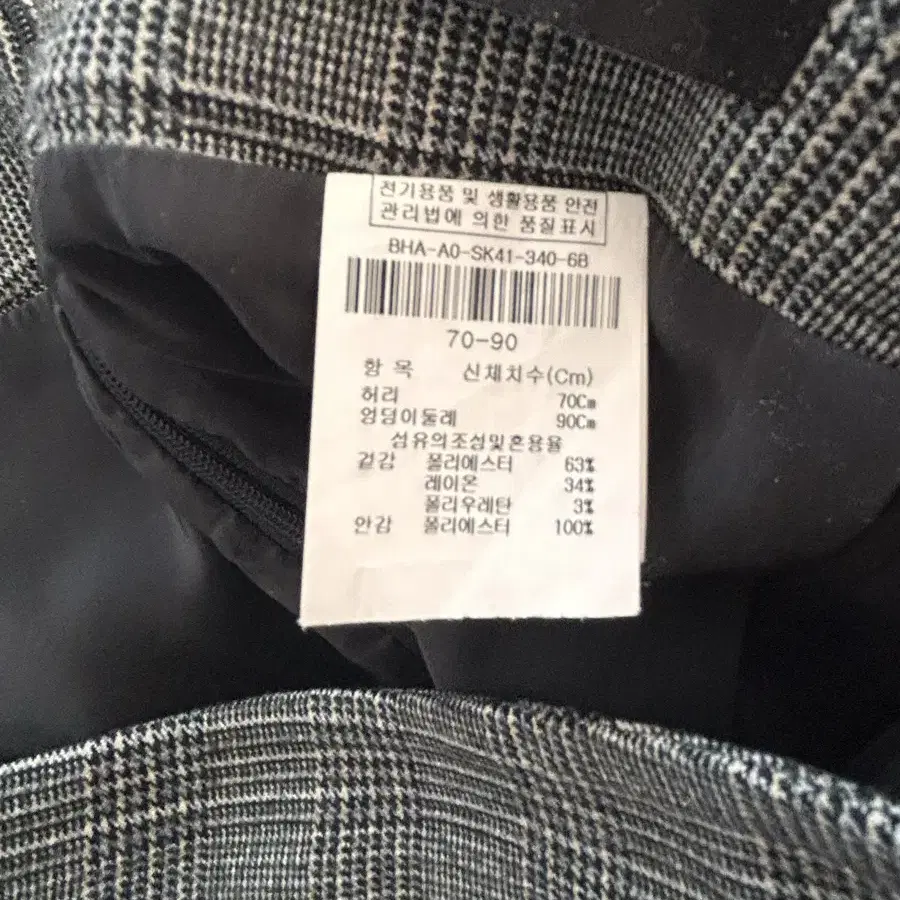 전기용품 및 생활용품 안전
관리법에 의한 품질표시
BHA-A0-SK41-340-6B
70-90
항 목 신체치수(Cm)
허리 70Cm
엉덩이둘레 90Cm
섬유의조성및혼용율
겉감 폴리에스터 63%
레이온 34%
폴리우레탄 3%
안감 폴리에스터 100%